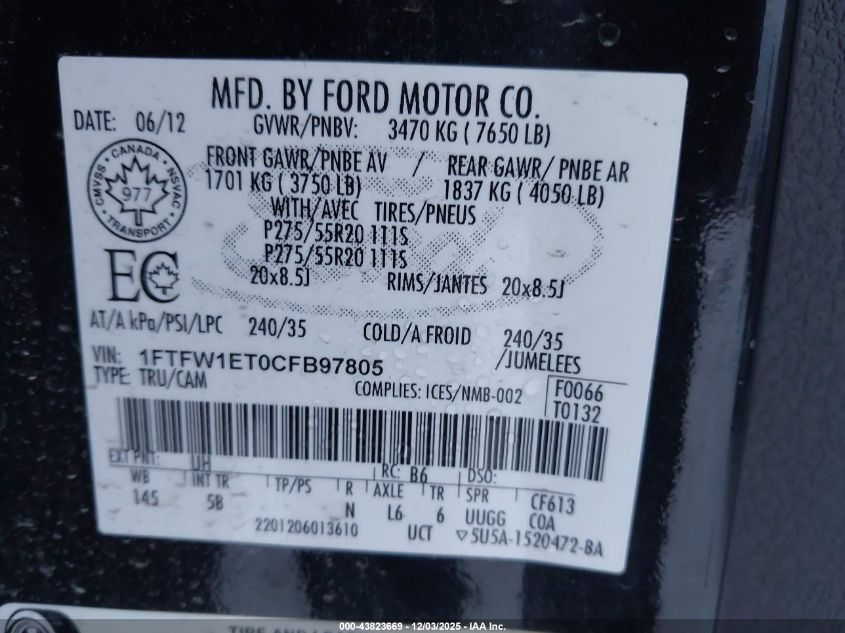 MFD. BY FORD MOTOR CO.
DATE: 06/12 GVWR/PNBV: 3470 KG ( 7650 LB)
FRONT GAWR/PNBE AV / REAR GAWR/ PNBE AR
1701 KG ( 3750 LB) 1837 KG ( 4050 LB)
WITH/AVEC TIRES/PNEUS
P275/55R20 111S
P275/55R20 111S
20x8.5J RIMS/JANTES 20x8.5J
CANADA
CMVSS 977 NSVAC
TRANSPORT
EC
AT/A kPa/PSI/LPC 240/35 COLD/A FROID 240/35
/JUMELEES
VIN: 1FTFW1ET0CFB97805
TYPE: TRU/CAM
COMPLIES: ICES/NMB-002 F0066
T0132
EXT PNT: UH RC: B6 DSO:
WB INT TR TP/PS R AXLE TR SPR CF613
145 5B N L6 6 UUGG COA
2201206013610 UCT ▽5U5A-1520472-BA
000-43823669 - 12/03/2025 - IAA Inc.